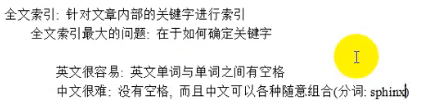 全文索引: 针对文章内部的关键字进行索引
全文索引最大的问题: 在于如何确定关键字
英文很容易: 英文单词与单词之间有空格
中文很难: 没有空格, 而且中文可以各种随意组合(分词: sphinx)